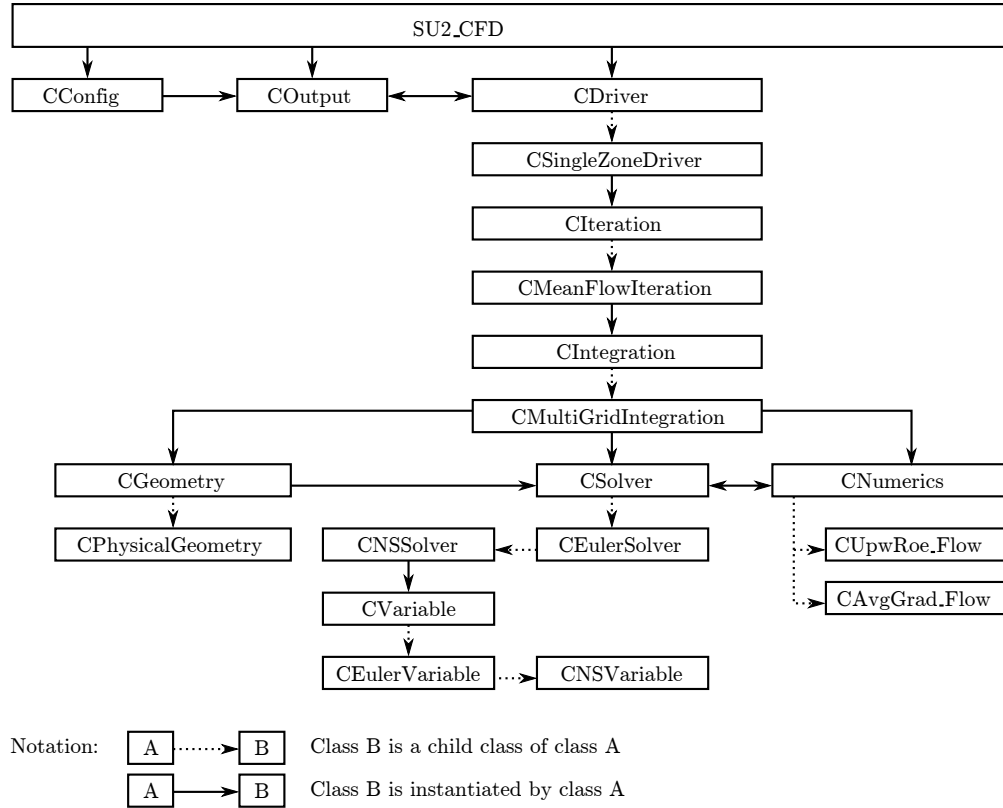 SU2_CFD
CConfig
COutput
CDriver
CSingleZoneDriver
CIteration
CMeanFlowIteration
CIntegration
CMultiGridIntegration
CGeometry
CSolver
CNumerics
CPhysicalGeometry
CNSSolver
CEulerSolver
CUpwRoe_Flow
CVariable
CAvgGrad_Flow
CEulerVariable
CNSVariable
Notation:
A
B
Class B is a child class of class A
A
B
Class B is instantiated by class A